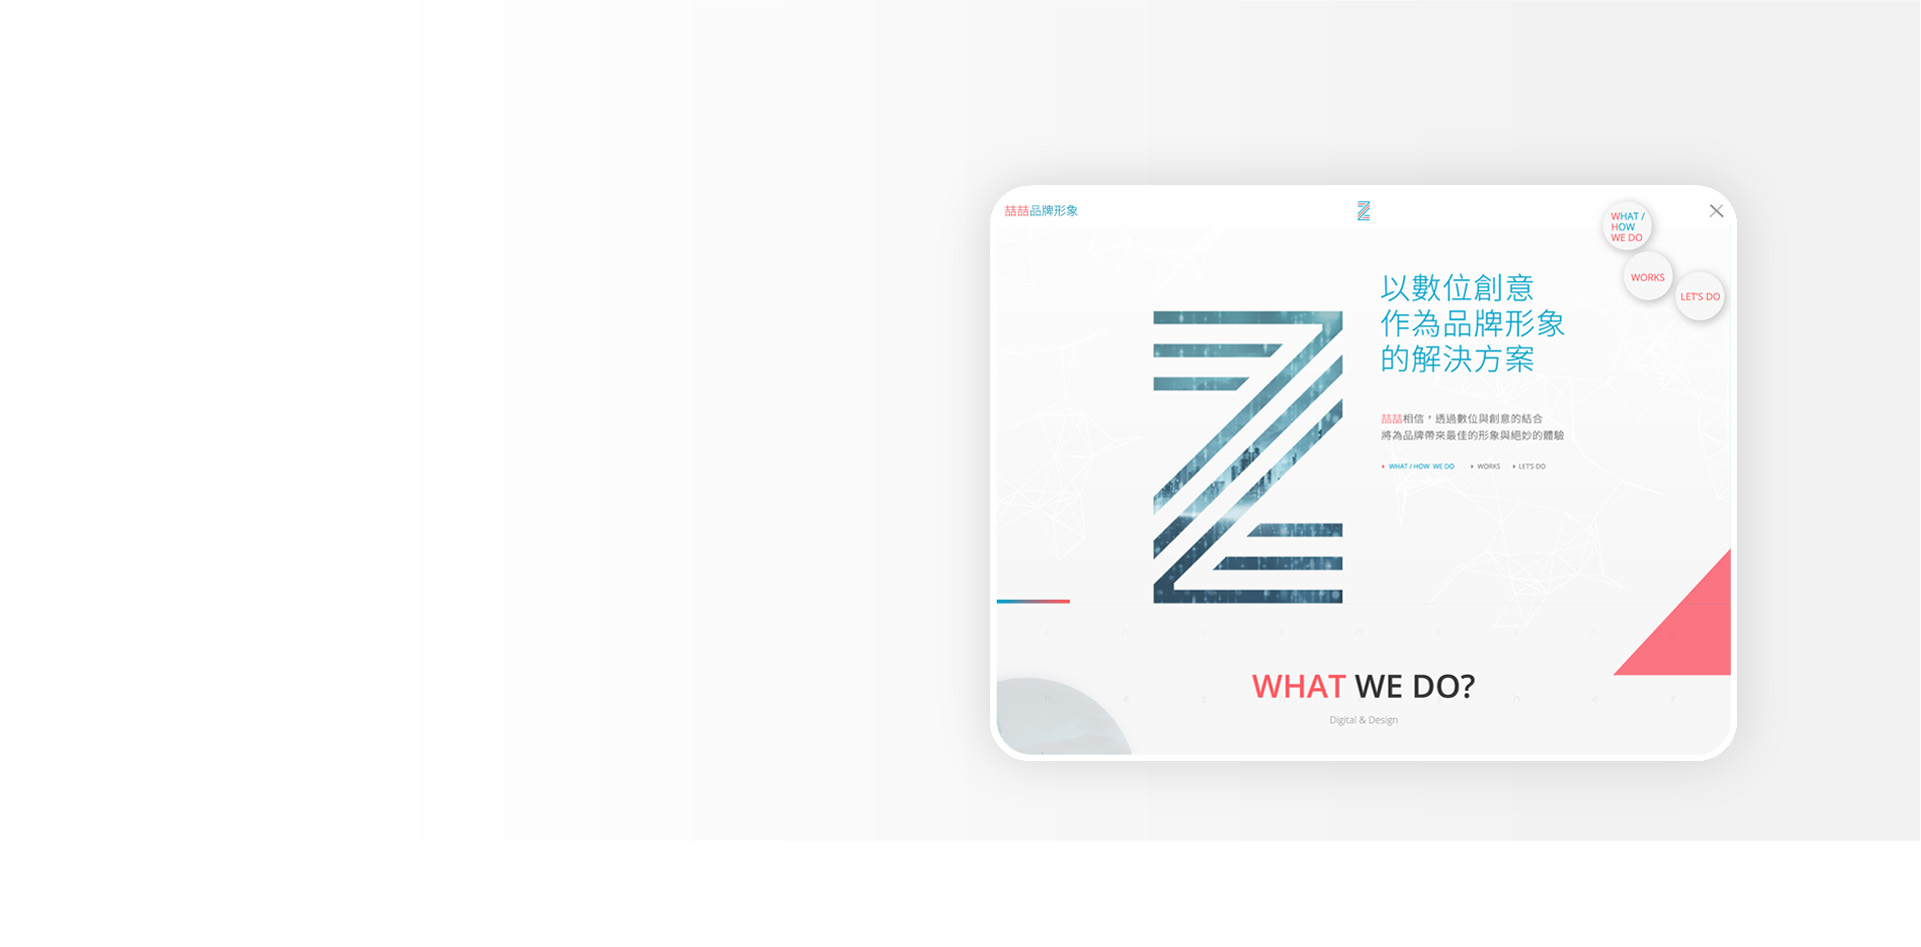 喆喆品牌形象
WHAT /
HOW
WE DO
WORKS
LET'S DO
以數位創意
作為品牌形象
的解決方案
喆喆相信，透過數位與創意的結合
將為品牌帶來最佳的形象與絕妙的體驗
WHAT / HOW WE DO WORKS LET'S DO
WHAT WE DO?
Digital & Design